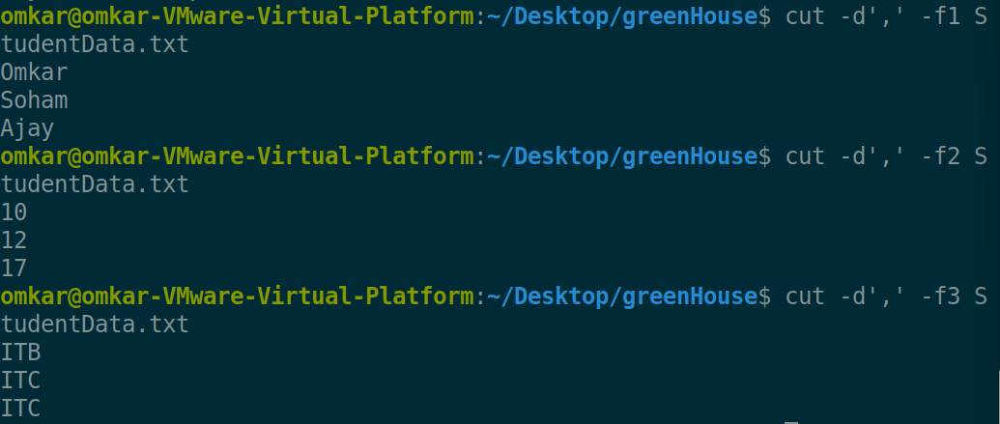 omkar@omkar-VMware-Virtual-Platform:~/Desktop/greenHouse$ cut -d',' -f1 S
tudentData.txt
Omkar
Soham
Ajay
omkar@omkar-VMware-Virtual-Platform:~/Desktop/greenHouse$ cut -d',' -f2 S
tudentData.txt
10
12
17
omkar@omkar-VMware-Virtual-Platform:~/Desktop/greenHouse$ cut -d',' -f3 S
tudentData.txt
ITB
ITC
ITC